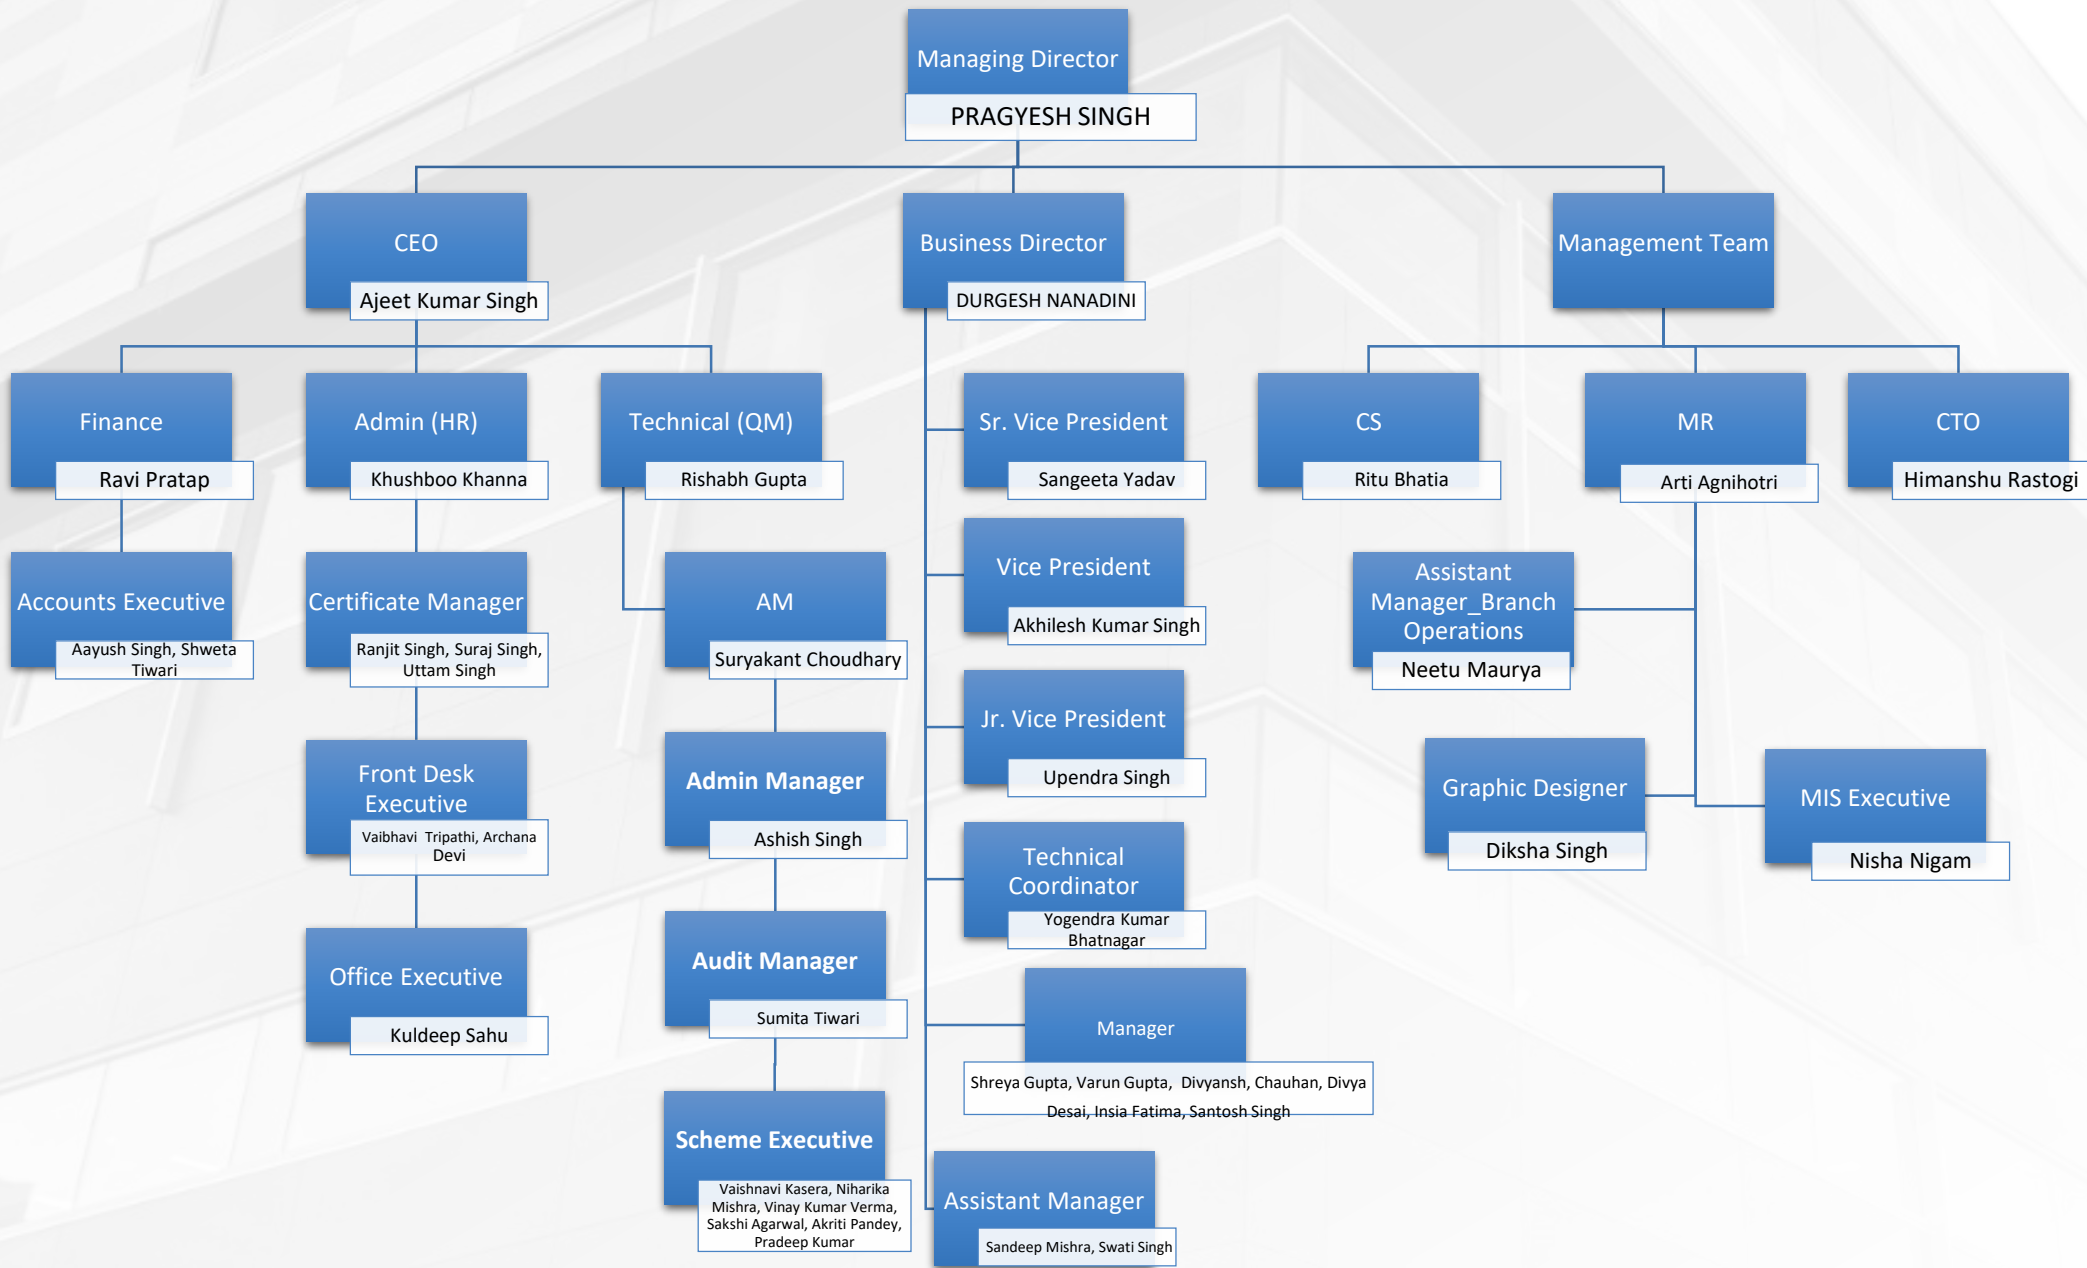 Managing Director
PRAGYESH SINGH
CEO
Ajeet Kumar Singh
Business Director
DURGESH NANADINI
Management Team
Finance
Ravi Pratap
Admin (HR)
Khushboo Khanna
Technical (QM)
Rishabh Gupta
Sr. Vice President
Sangeeta Yadav
CS
Ritu Bhatia
MR
Arti Agnihotri
CTO
Himanshu Rastogi
Accounts Executive
Aayush Singh, Shweta
Tiwari
Certificate Manager
Ranjit Singh, Suraj Singh,
Uttam Singh
AM
Suryakant Choudhary
Vice President
Akhilesh Kumar Singh
Assistant
Manager_Branch
Operations
Neetu Maurya
Front Desk
Executive
Vaibhavi  Tripathi, Archana
Devi
Admin Manager
Ashish Singh
Jr. Vice President
Upendra Singh
Graphic Designer
Diksha Singh
MIS Executive
Nisha Nigam
Technical
Coordinator
Yogendra Kumar
Bhatnagar
Office Executive
Kuldeep Sahu
Audit Manager
Sumita Tiwari
Manager
Shreya Gupta, Varun Gupta,  Divyansh, Chauhan, Divya
Desai, Insia Fatima, Santosh Singh
Scheme Executive
Vaishnavi Kasera, Niharika
Mishra, Vinay Kumar Verma,
Sakshi Agarwal, Akriti Pandey,
Pradeep Kumar
Assistant Manager
Sandeep Mishra, Swati Singh